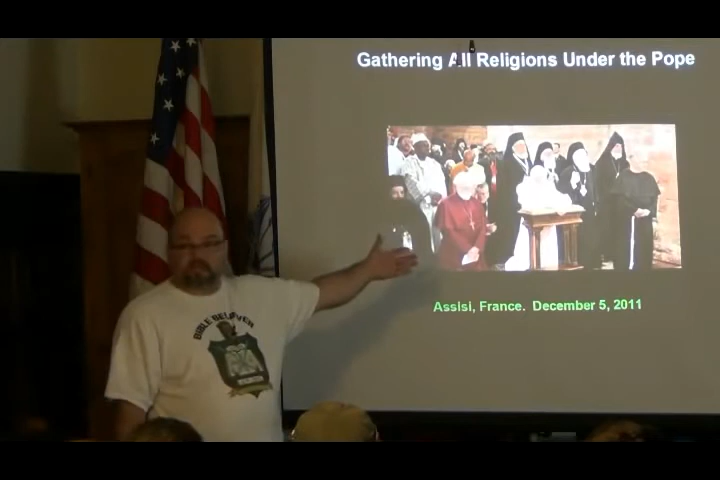 Gathering All Religions Under the Pope
Assisi, France. December 5, 2011
BIBLE BELIEVER